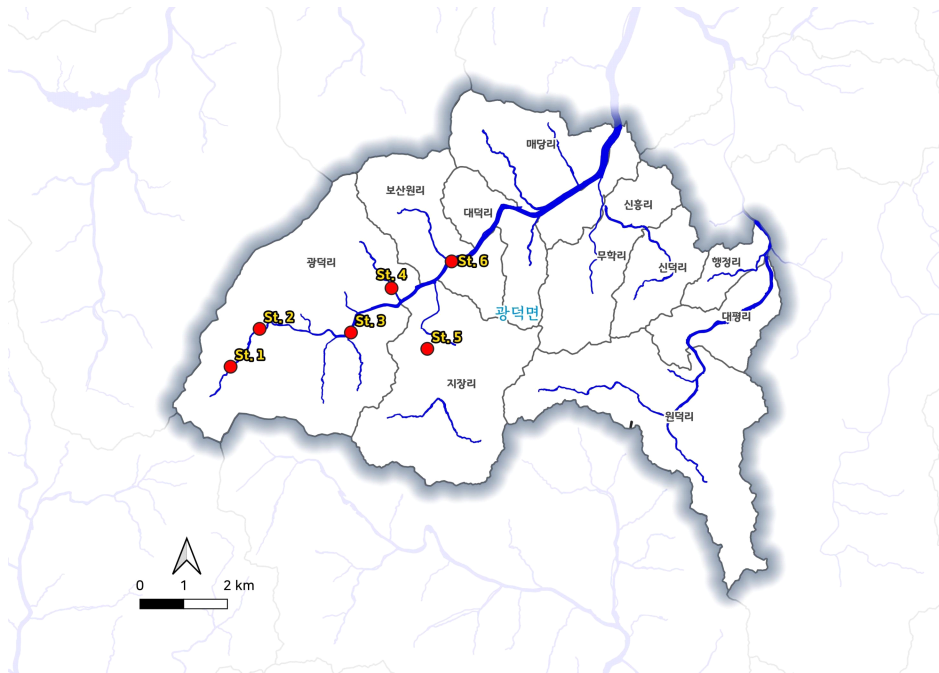 매당리
보산원리
신흥리
대덕리
무학리
광덕리
행정리
St. 6
신덕리
St. 4
광덕면
대평리
St. 2
St. 3
St. 5
St. 1
지장리
원덕리
0 1 2 km